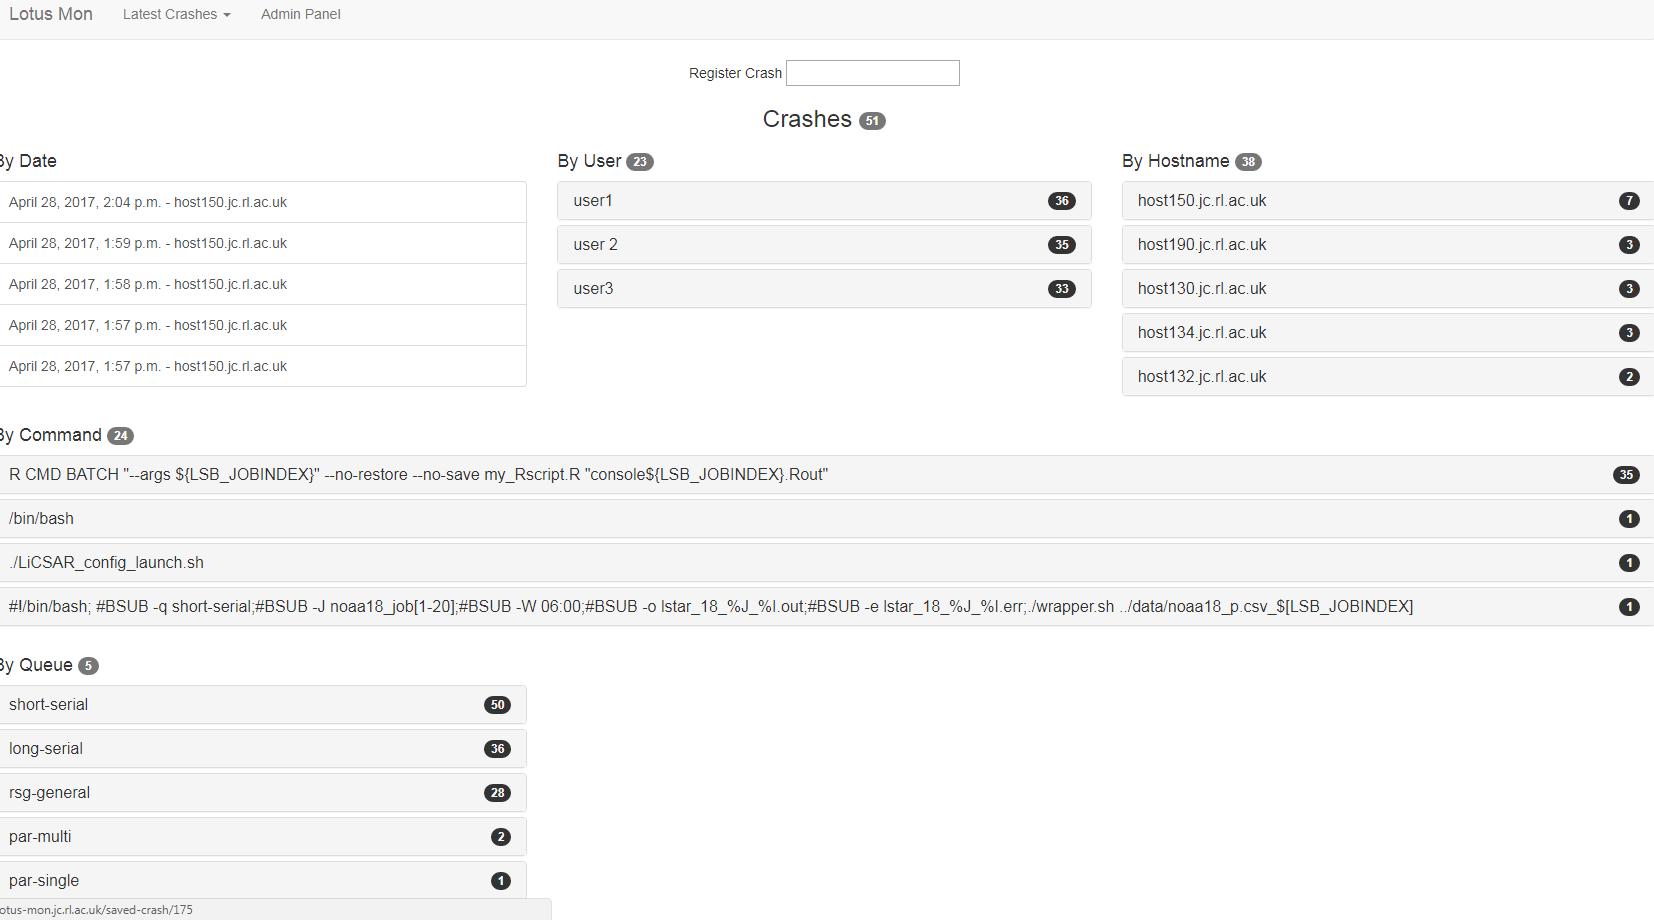 Lotus Mon Latest Crashes Admin Panel
Register Crash
Crashes 51
By Date
April 28, 2017, 2:04 p.m. - host150.jc.rl.ac.uk
April 28, 2017, 1:59 p.m. - host150.jc.rl.ac.uk
April 28, 2017, 1:58 p.m. - host150.jc.rl.ac.uk
April 28, 2017, 1:57 p.m. - host150.jc.rl.ac.uk
April 28, 2017, 1:57 p.m. - host150.jc.rl.ac.uk
By User 23
user1 36
user 2 35
user3 33
By Hostname 38
host150.jc.rl.ac.uk 7
host190.jc.rl.ac.uk 3
host130.jc.rl.ac.uk 3
host134.jc.rl.ac.uk 3
host132.jc.rl.ac.uk 2
By Command 24
R CMD BATCH "--args ${LSB_JOBINDEX}" --no-restore --no-save my_Rscript.R "console${LSB_JOBINDEX}.Rout" 35
/bin/bash 1
./LiCSAR_config_launch.sh 1
#!/bin/bash; #BSUB -q short-serial;#BSUB -J noaa18_job[1-20];#BSUB -W 06:00;#BSUB -o lstar_18_%J_%I.out;#BSUB -e lstar_18_%J_%I.err;./wrapper.sh ../data/noaa18_p.csv_$[LSB_JOBINDEX] 1
By Queue 5
short-serial 50
long-serial 36
rsg-general 28
par-multi 2
par-single 1
otus-mon.jc.rl.ac.uk/saved-crash/175